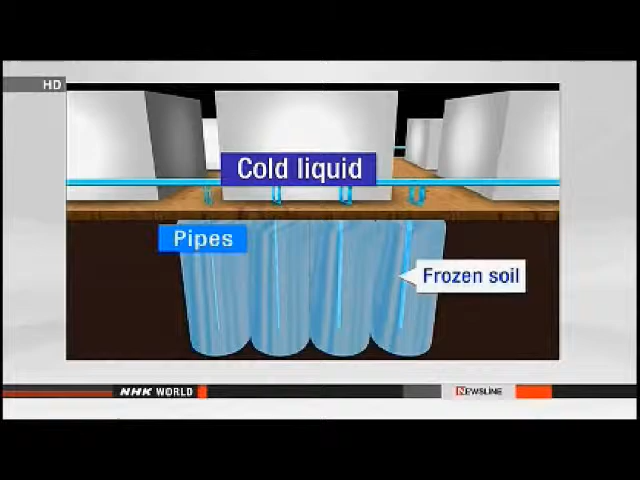 HD
Cold liquid
Pipes
Frozen soil
NHK WORLD
NEWSLINE